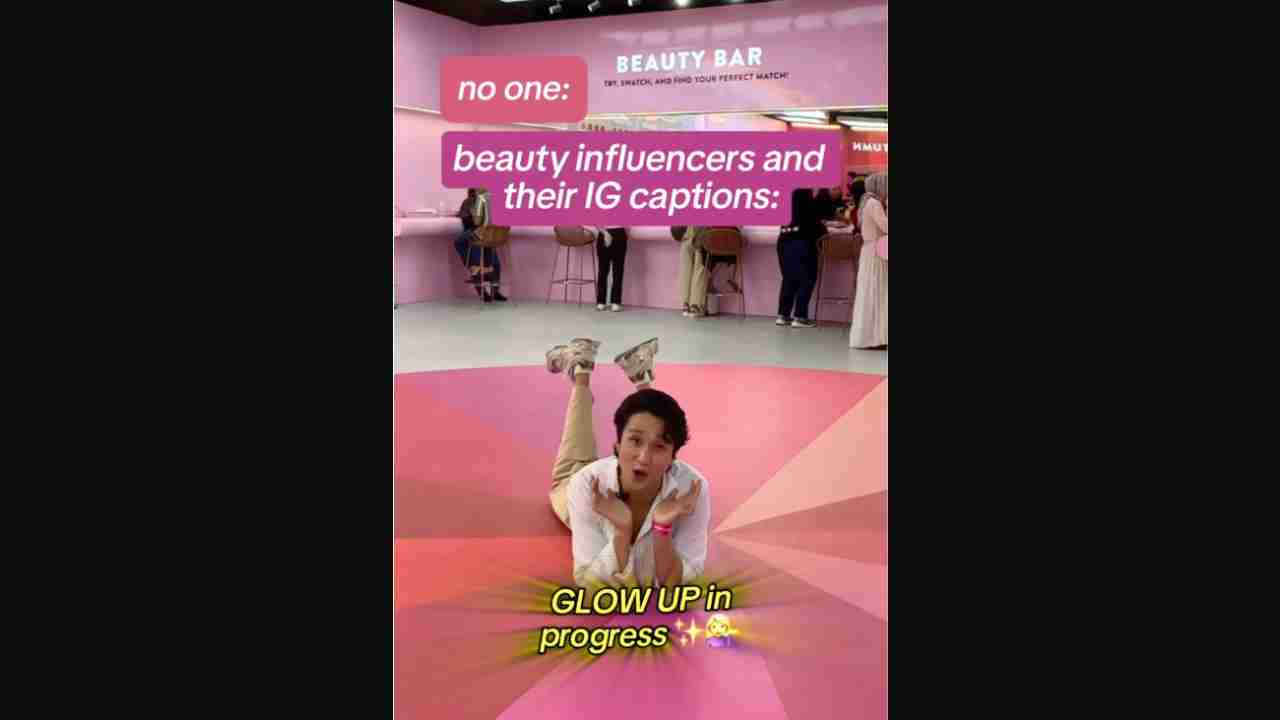 BEAUTY BAR
TRY, SWATCH, AND FIND YOUR PERFECT MATCH!
no one:
beauty influencers and
their IG captions:
GLOW UP in
progress ✨💁‍♀️